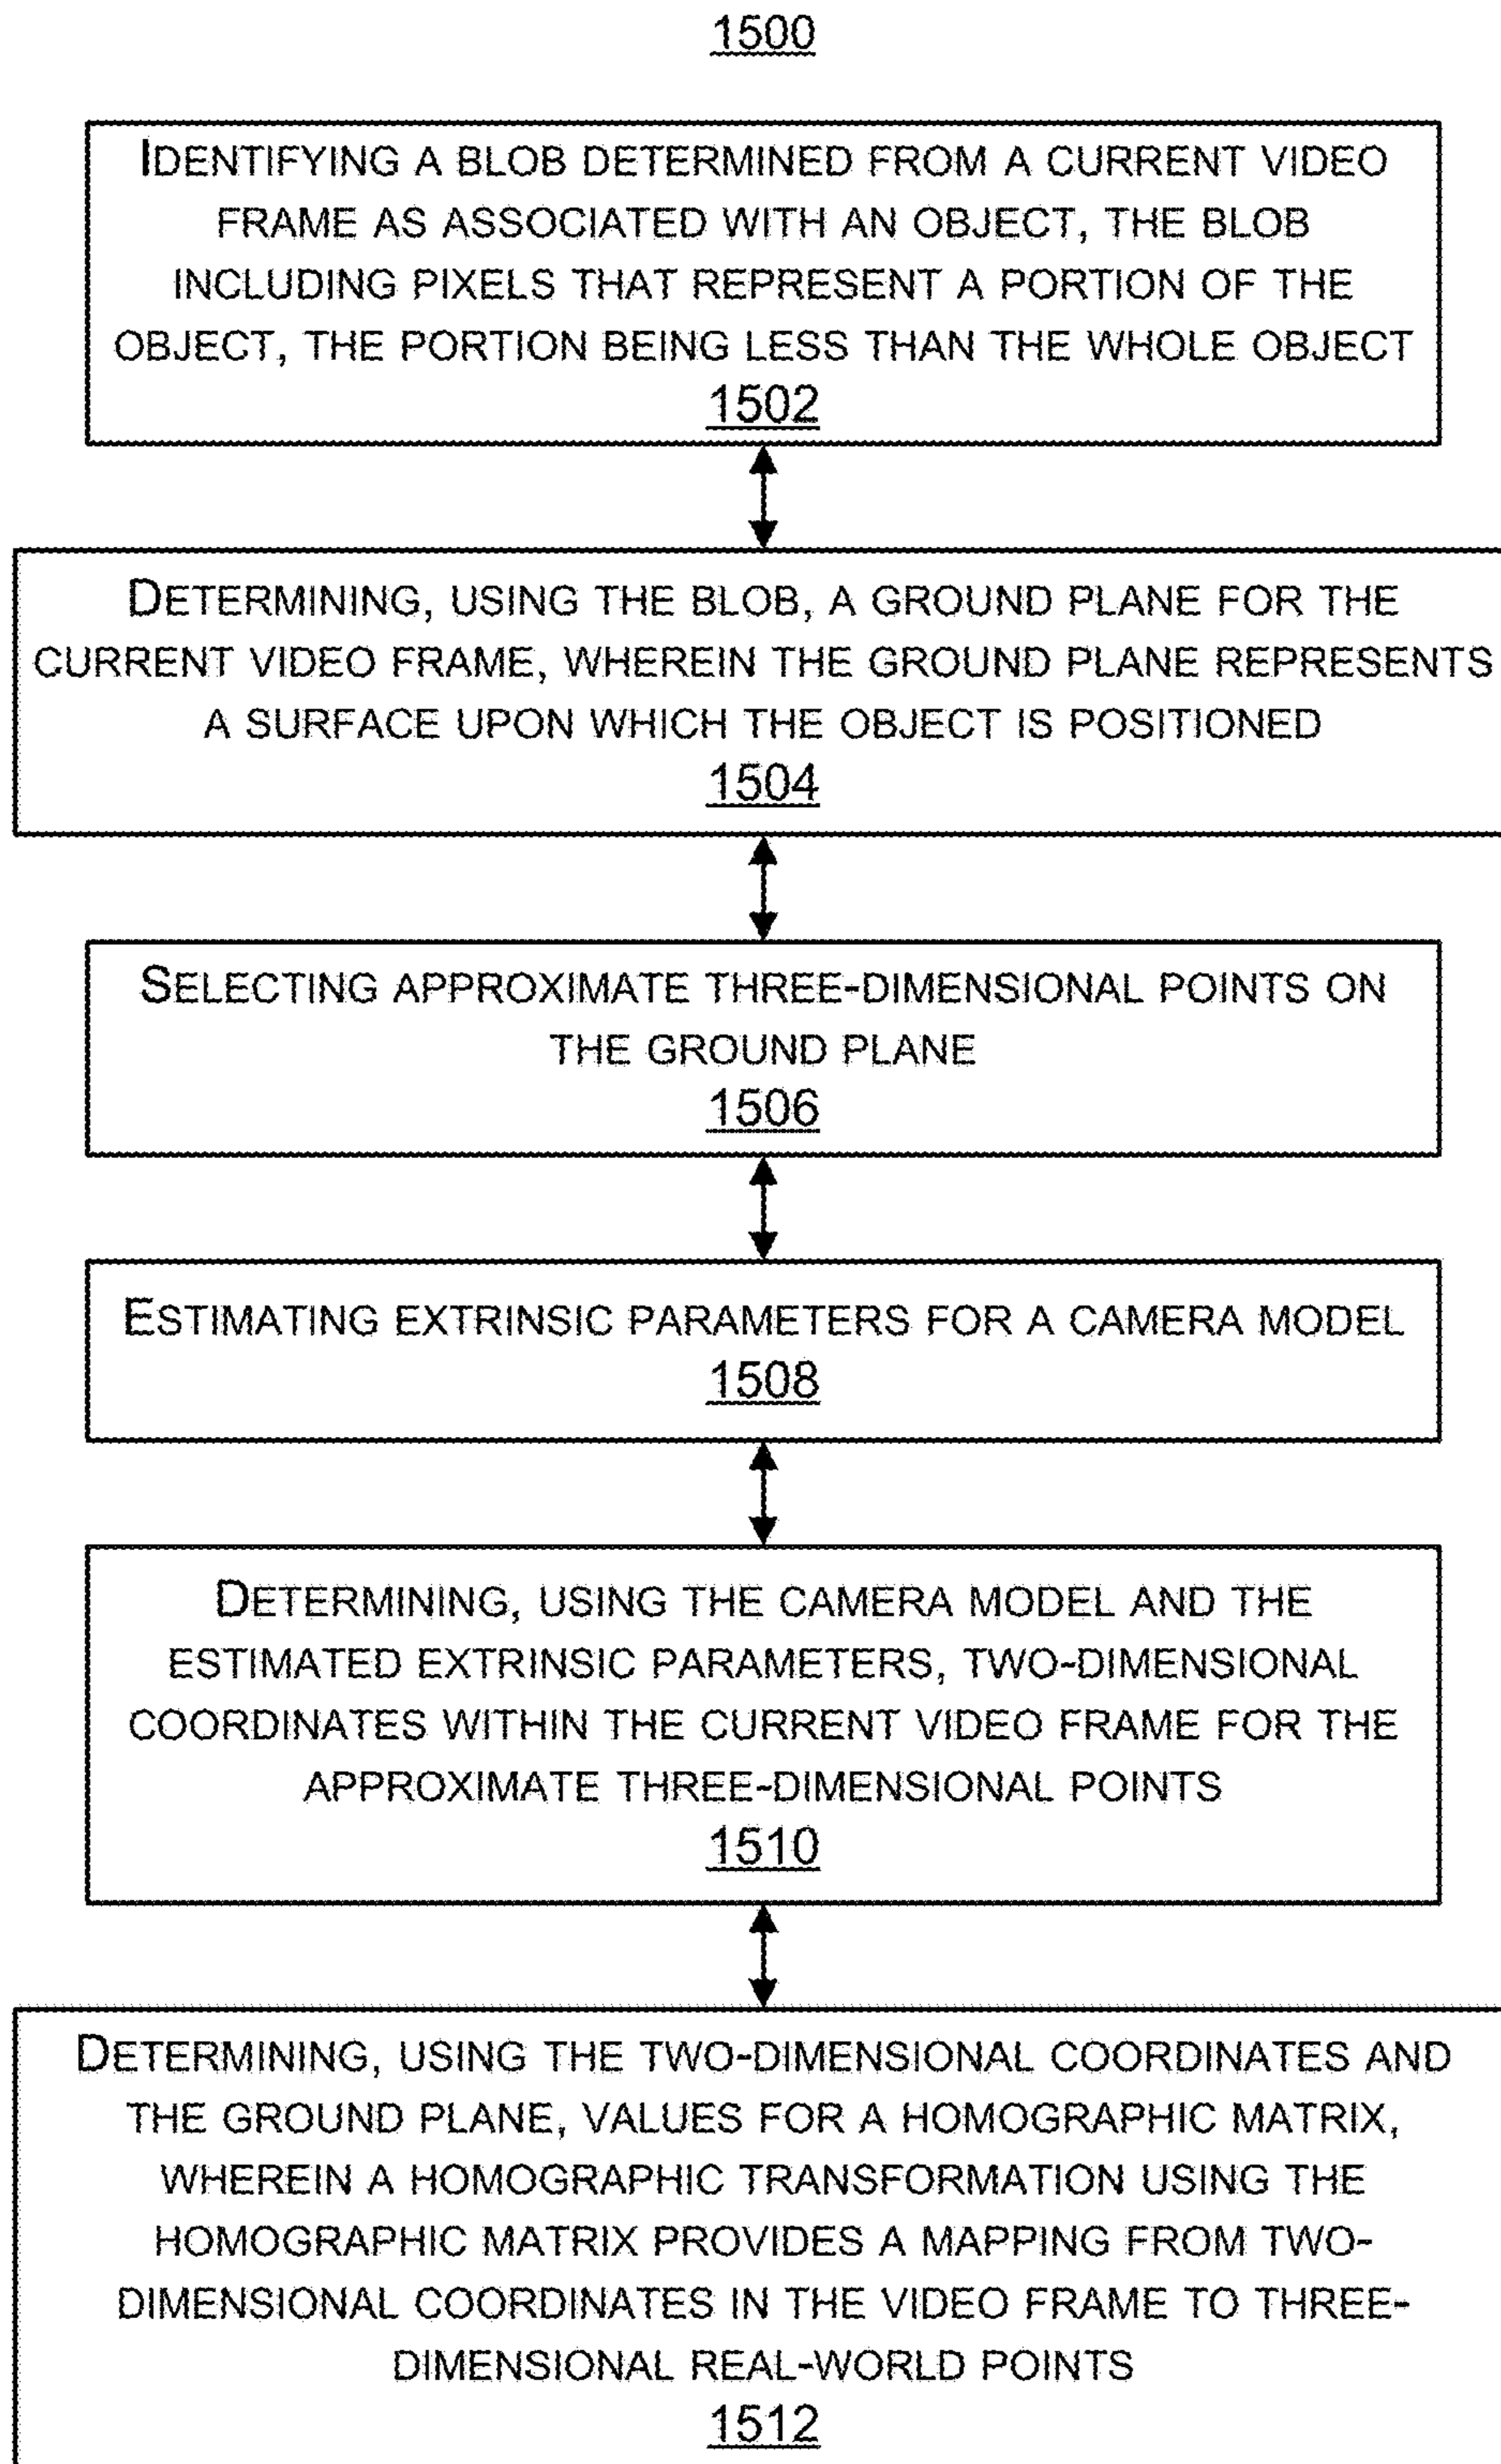 1500
IDENTIFYING A BLOB DETERMINED FROM A CURRENT VIDEO
FRAME AS ASSOCIATED WITH AN OBJECT, THE BLOB
INCLUDING PIXELS THAT REPRESENT A PORTION OF THE
OBJECT, THE PORTION BEING LESS THAN THE WHOLE OBJECT
1502
DETERMINING, USING THE BLOB, A GROUND PLANE FOR THE
CURRENT VIDEO FRAME, WHEREIN THE GROUND PLANE REPRESENTS
A SURFACE UPON WHICH THE OBJECT IS POSITIONED
1504
SELECTING APPROXIMATE THREE-DIMENSIONAL POINTS ON
THE GROUND PLANE
1506
ESTIMATING EXTRINSIC PARAMETERS FOR A CAMERA MODEL
1508
DETERMINING, USING THE CAMERA MODEL AND THE
ESTIMATED EXTRINSIC PARAMETERS, TWO-DIMENSIONAL
COORDINATES WITHIN THE CURRENT VIDEO FRAME FOR THE
APPROXIMATE THREE-DIMENSIONAL POINTS
1510
DETERMINING, USING THE TWO-DIMENSIONAL COORDINATES AND
THE GROUND PLANE, VALUES FOR A HOMOGRAPHIC MATRIX,
WHEREIN A HOMOGRAPHIC TRANSFORMATION USING THE
HOMOGRAPHIC MATRIX PROVIDES A MAPPING FROM TWO-
DIMENSIONAL COORDINATES IN THE VIDEO FRAME TO THREE-
DIMENSIONAL REAL-WORLD POINTS
1512